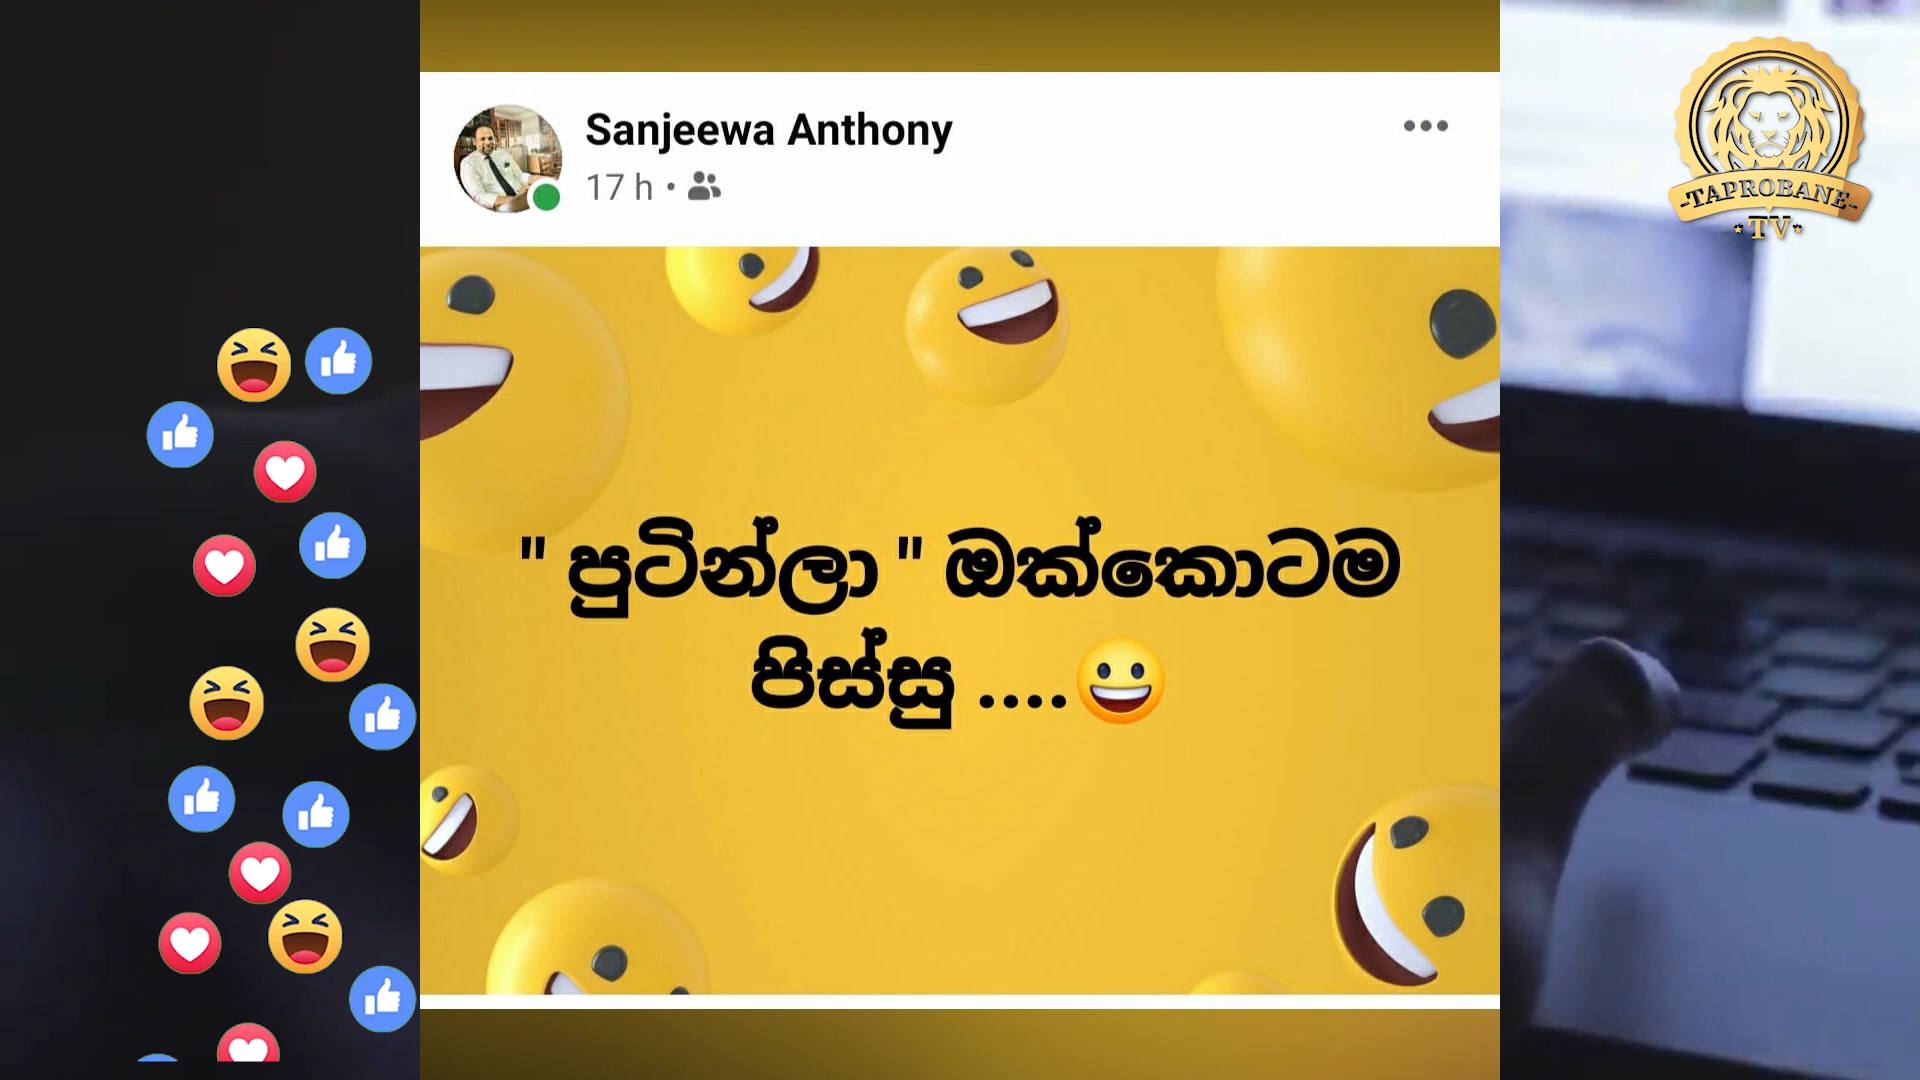 Sanjeewa Anthony
17 h •
" පුටින්ලා " ඔක්කොටම
පිස්සු ....😀
-TAPROBANE-
TV